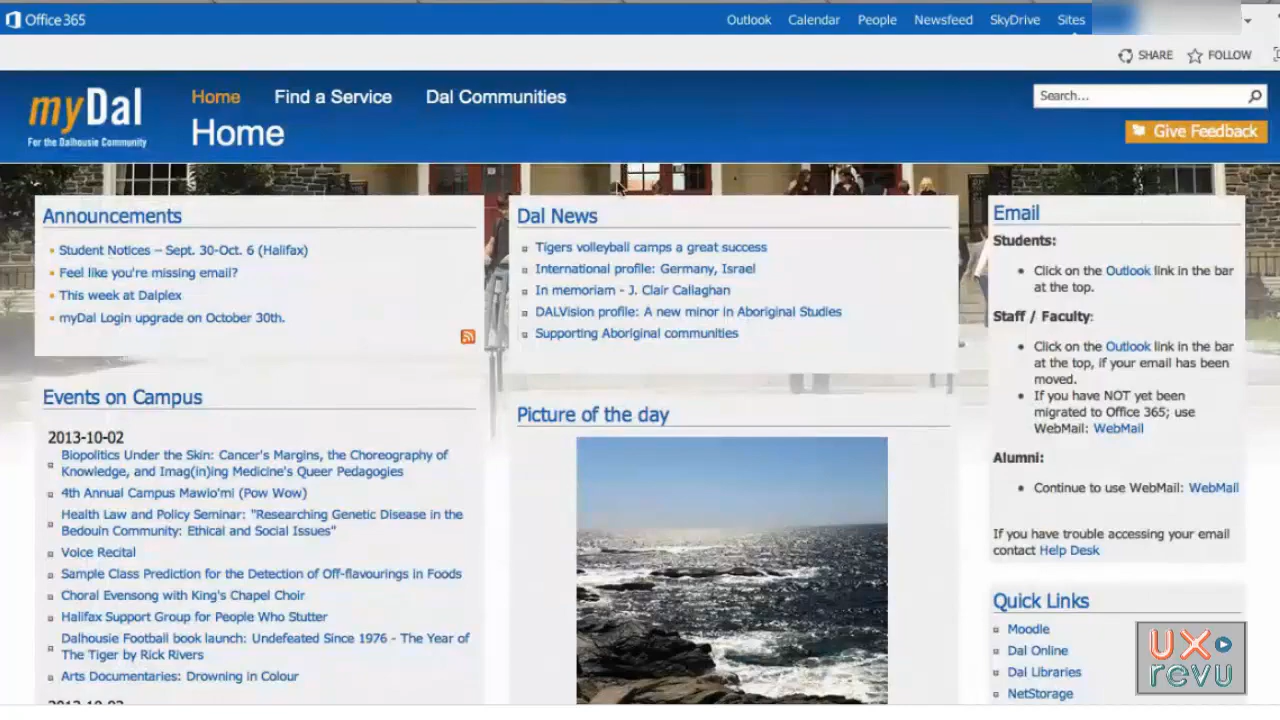 Office 365
Outlook Calendar People Newsfeed SkyDrive Sites
SHARE FOLLOW
myDal
For the Dalhousie Community
Home Find a Service Dal Communities
Home
Search...
Give Feedback
Announcements
Student Notices – Sept. 30-Oct. 6 (Halifax)
Feel like you're missing email?
This week at Dalplex
myDal Login upgrade on October 30th.
Events on Campus
2013-10-02
Biopolitics Under the Skin: Cancer's Margins, the Choreography of
Knowledge, and Imag(in)ing Medicine's Queer Pedagogies
4th Annual Campus Mawio'mi (Pow Wow)
Health Law and Policy Seminar: "Researching Genetic Disease in the
Bedouin Community: Ethical and Social Issues"
Voice Recital
Sample Class Prediction for the Detection of Off-flavourings in Foods
Choral Evensong with King's Chapel Choir
Halifax Support Group for People Who Stutter
Dalhousie Football book launch: Undefeated Since 1976 - The Year of
The Tiger by Rick Rivers
Arts Documentaries: Drowning in Colour
Dal News
Tigers volleyball camps a great success
International profile: Germany, Israel
In memoriam - J. Clair Callaghan
DALVision profile: A new minor in Aboriginal Studies
Supporting Aboriginal communities
Picture of the day
Email
Students:
Click on the Outlook link in the bar
at the top.
Staff / Faculty:
Click on the Outlook link in the bar
at the top, if your email has been
moved.
If you have NOT yet been
migrated to Office 365; use
WebMail: WebMail
Alumni:
Continue to use WebMail: WebMail
If you have trouble accessing your email
contact Help Desk
Quick Links
Moodle
Dal Online
Dal Libraries
NetStorage
UX
revu